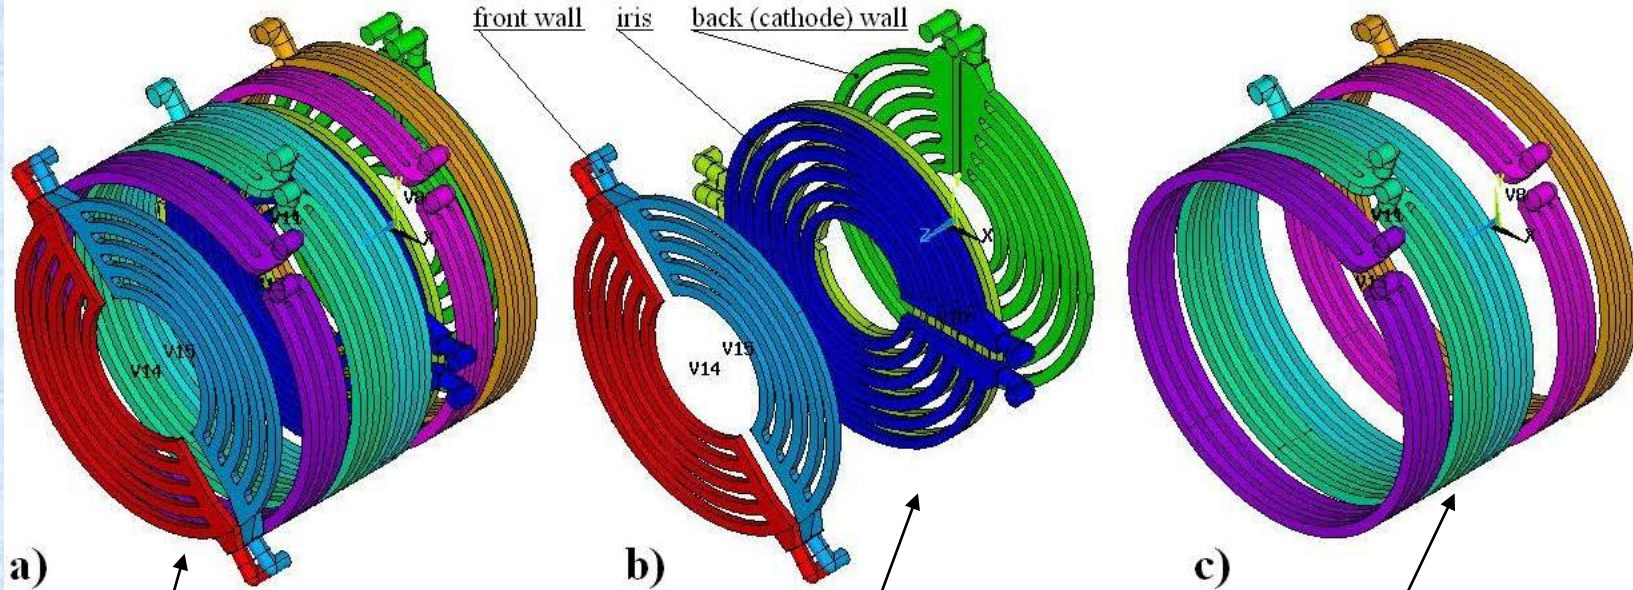 front wall iris back (cathode) wall
V8
V11
X
V15
V14
Z
X
V15
V14
V8
V11
X
a)
b)
c)